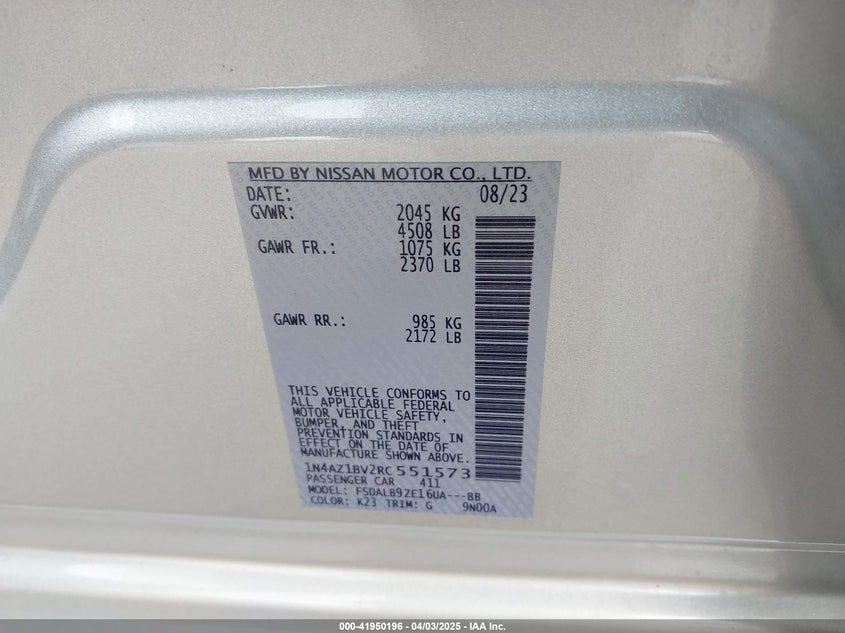 MFD BY NISSAN MOTOR CO., LTD.
DATE: 08/23
GVWR: 2045 KG
4508 LB
GAWR FR.: 1075 KG
2370 LB
GAWR RR.: 985 KG
2172 LB
THIS VEHICLE CONFORMS TO
ALL APPLICABLE FEDERAL
MOTOR VEHICLE SAFETY,
BUMPER, AND THEFT
PREVENTION STANDARDS IN
EFFECT ON THE DATE OF
MANUFACTURE SHOWN ABOVE.
1N4AZ1BV2RC551573
PASSENGER CAR 411
MODEL: FSDALB9ZE16UA---BB
COLOR: K23 TRIM: G 9N00A
000-41950196 - 04/03/2025 - IAA Inc.